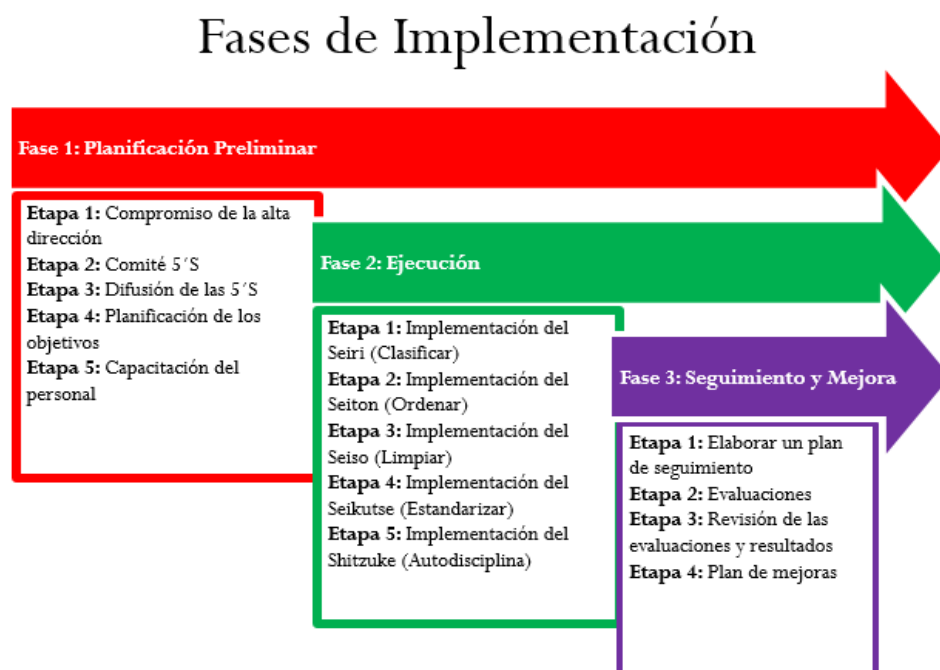 Fases de Implementación
Fase 1: Planificación Preliminar
Etapa 1: Compromiso de la alta
dirección
Etapa 2: Comité 5´S
Etapa 3: Difusión de las 5´S
Etapa 4: Planificación de los
objetivos
Etapa 5: Capacitación del
personal
Fase 2: Ejecución
Etapa 1: Implementación del
Seiri (Clasificar)
Etapa 2: Implementación del
Seiton (Ordenar)
Etapa 3: Implementación del
Seiso (Limpiar)
Etapa 4: Implementación del
Seikutse (Estandarizar)
Etapa 5: Implementación del
Shitzuke (Autodisciplina)
Fase 3: Seguimiento y Mejora
Etapa 1: Elaborar un plan
de seguimiento
Etapa 2: Evaluaciones
Etapa 3: Revisión de las
evaluaciones y resultados
Etapa 4: Plan de mejoras